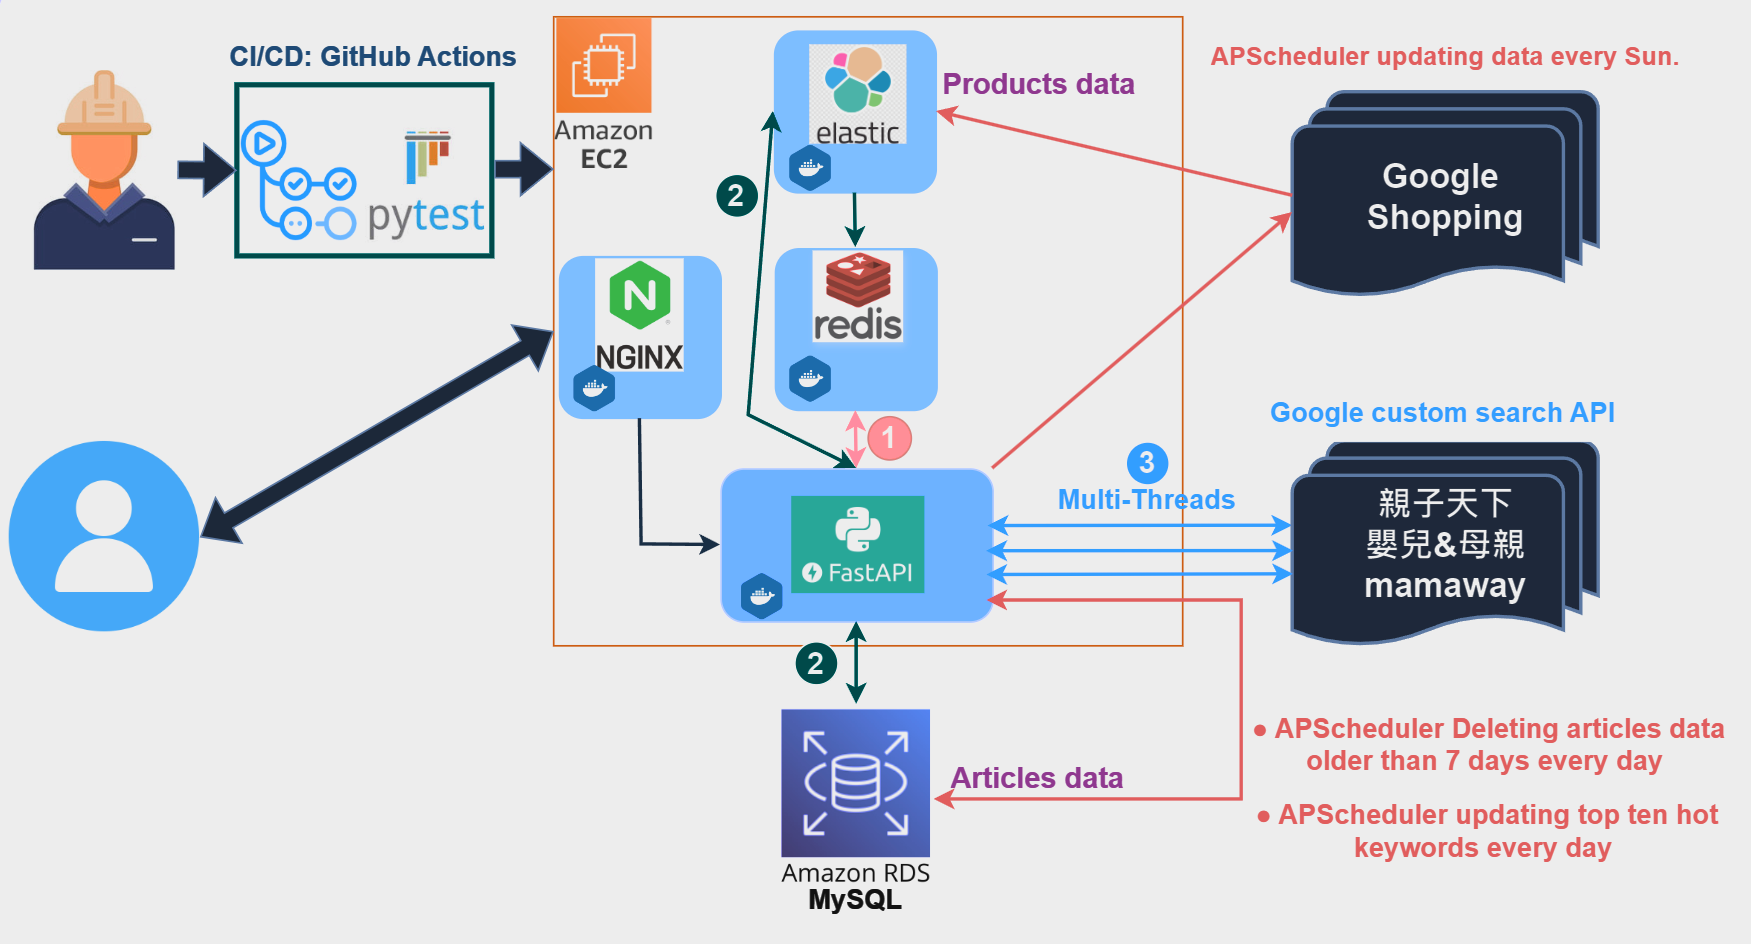 CI/CD: GitHub Actions
pytest
Amazon
EC2
elastic
Products data
APScheduler updating data every Sun.
Google
Shopping
2
NGINX
redis
1
Google custom search API
3
Multi-Threads
親子天下
嬰兒&母親
mamaway
FastAPI
2
Articles data
● APScheduler Deleting articles data
older than 7 days every day
● APScheduler updating top ten hot
keywords every day
Amazon RDS
MySQL